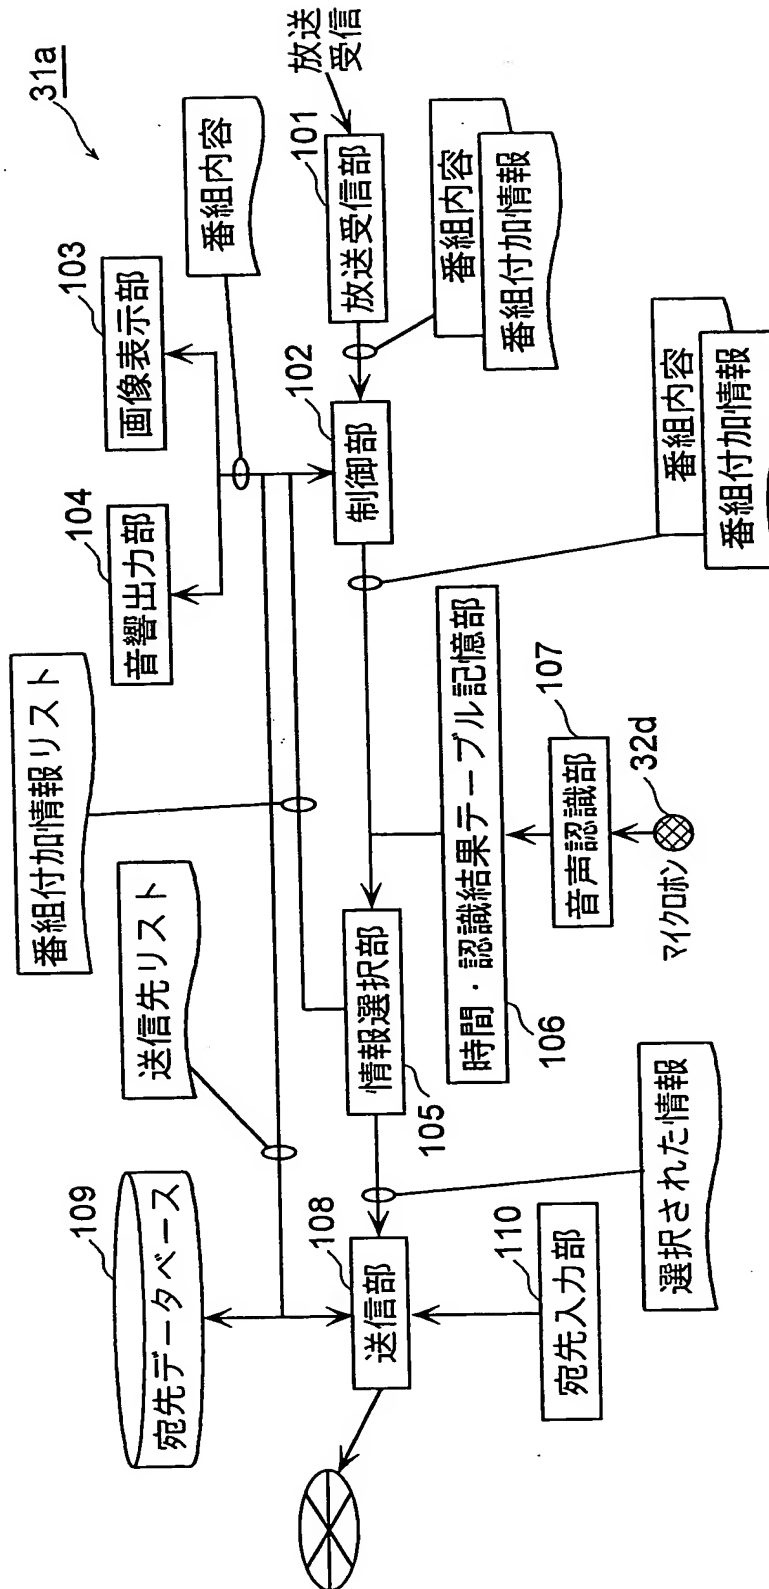 31a
放送
受信
101
放送受信部
番組内容
番組付加情報
102
制御部
103
画像表示部
104
音響出力部
番組内容
番組内容
番組付加情報
番組付加情報リスト
送信先リスト
105
情報選択部
106
時間・認識結果テーブル記憶部
107
音声認識部
32d
マイクロホン
選択された情報
108
送信部
109
宛先データベース
110
宛先入力部